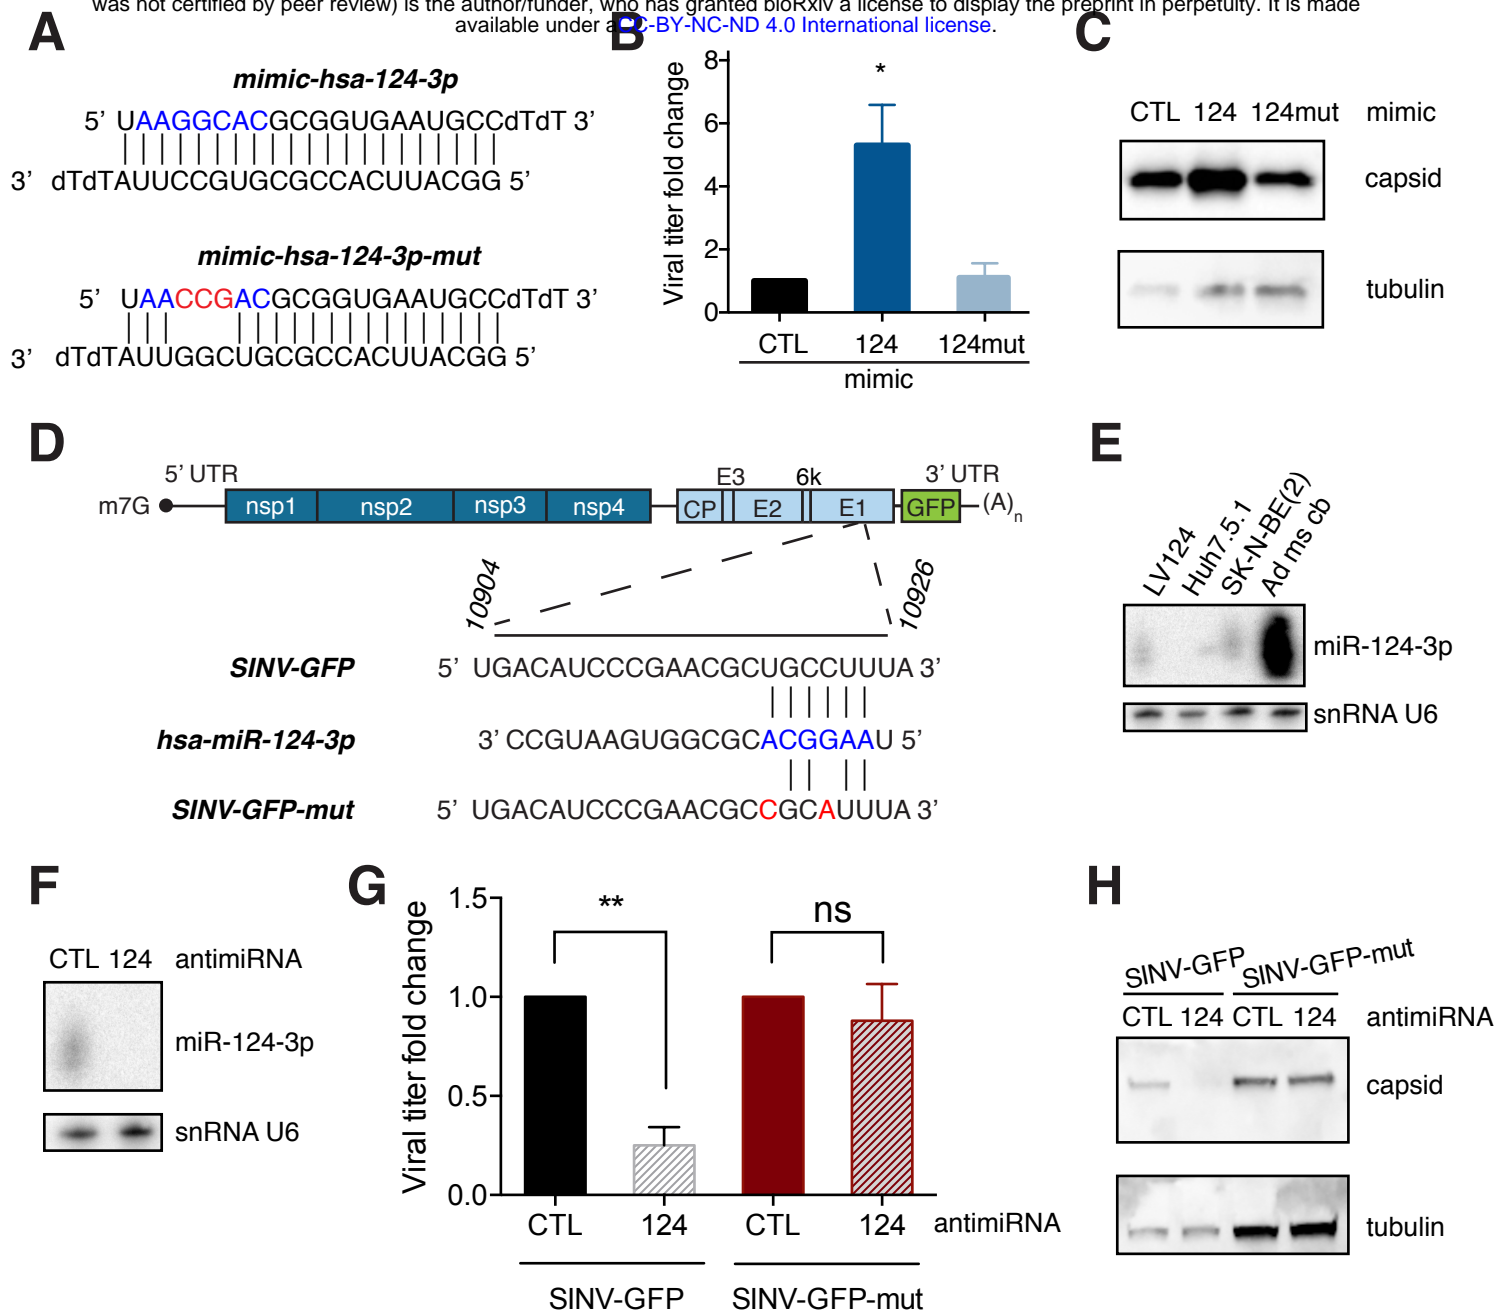 was not certified by peer review) is the author/funder, who has granted bioRxiv a license to display the preprint in perpetuity. It is made
available under aCC-BY-NC-ND 4.0 International license.
A
mimic-hsa-124-3p
5’ UAAGGCACGCGGUGAAUGCCdTdT 3’
3’ dTdTAUUCCGUGCGCCACUUACGG 5’
mimic-hsa-124-3p-mut
5’ UAACCGACGCGGUGAAUGCCdTdT 3’
3’ dTdTAUUGGCUGCGCCACUUACGG 5’
B
Viral titer fold change
8
6
4
2
0
*
CTL 124 124mut
mimic
C
CTL 124 124mut mimic
capsid
tubulin
D
5’ UTR E3 6k 3’ UTR
m7G nsp1 nsp2 nsp3 nsp4 CP E2 E1 GFP (A)n
10904 10926
SINV-GFP 5’ UGACAUCCCGAACGCUGCCUUUA 3’
hsa-miR-124-3p 3’ CCGUAAGUGGCGCACGGAAU 5’
SINV-GFP-mut 5’ UGACAUCCCGAACGCCGCAUUUA 3’
E
LV124 Huh7.5.1 SK-N-BE(2) Ad ms cb
miR-124-3p
snRNA U6
F
CTL 124 antimiRNA
miR-124-3p
snRNA U6
G
Viral titer fold change
1.5
1.0
0.5
0.0
** ns
CTL 124 CTL 124 antimiRNA
SINV-GFP SINV-GFP-mut
H
SINV-GFP SINV-GFP-mut
CTL 124 CTL 124 antimiRNA
capsid
tubulin